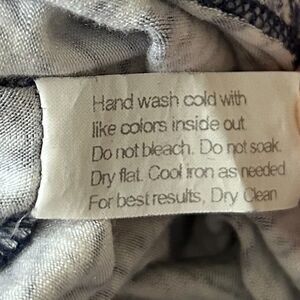 Hand wash cold with
like colors inside out
Do not bleach. Do not soak.
Dry flat. Cool iron as needed
For best results, Dry Clean